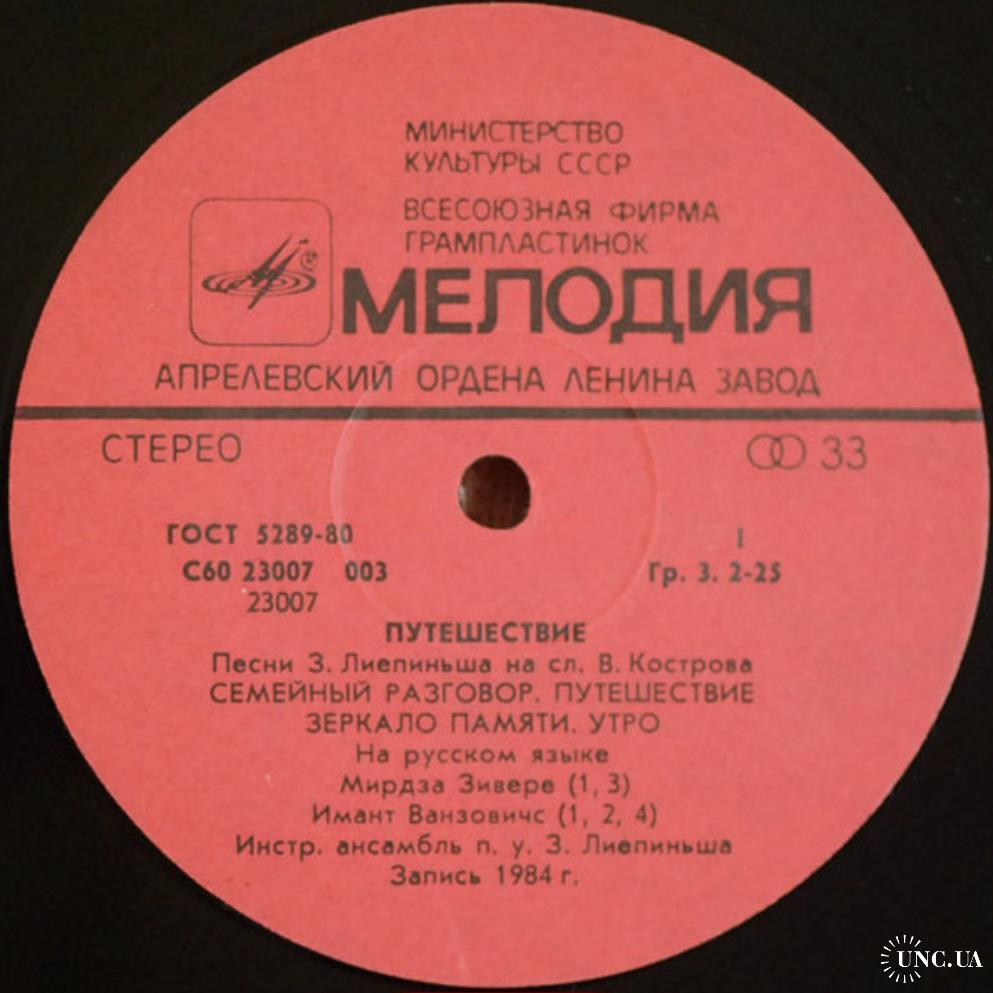 МИНИСТЕРСТВО
КУЛЬТУРЫ СССР
ВСЕСОЮЗНАЯ ФИРМА
ГРАМПЛАСТИНОК
МЕЛОДИЯ
АПРЕЛЕВСКИЙ ОРДЕНА ЛЕНИНА ЗАВОД
СТЕРЕО 33
ГОСТ 5289-80 I
С60 23007 003 Гр. 3. 2-25
23007
ПУТЕШЕСТВИЕ
Песни З. Лиепиньша на сл. В. Кострова
СЕМЕЙНЫЙ РАЗГОВОР. ПУТЕШЕСТВИЕ
ЗЕРКАЛО ПАМЯТИ. УТРО
На русском языке
Мирдза Зивере (1, 3)
Имант Ванзовичс (1, 2, 4)
Инстр. ансамбль п. у. З. Лиепиньша
Запись 1984 г.
UNC.UA